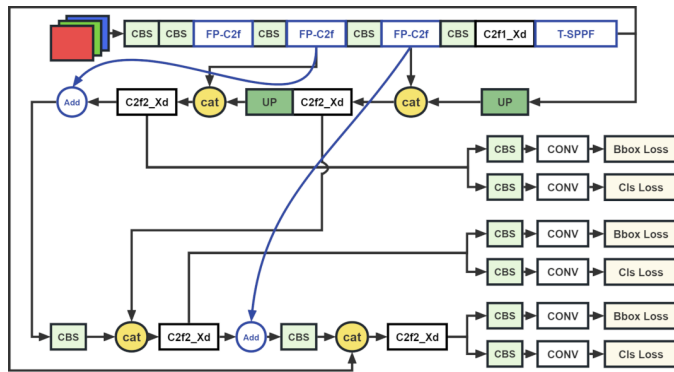 CBS CBS FP-C2f CBS FP-C2f CBS FP-C2f CBS C2f1_Xd T-SPPF
Add C2f2_Xd cat UP C2f2_Xd cat UP
CBS CONV Bbox Loss
CBS CONV Cls Loss
CBS CONV Bbox Loss
CBS CONV Cls Loss
CBS cat C2f2_Xd Add CBS cat C2f2_Xd
CBS CONV Bbox Loss
CBS CONV Cls Loss